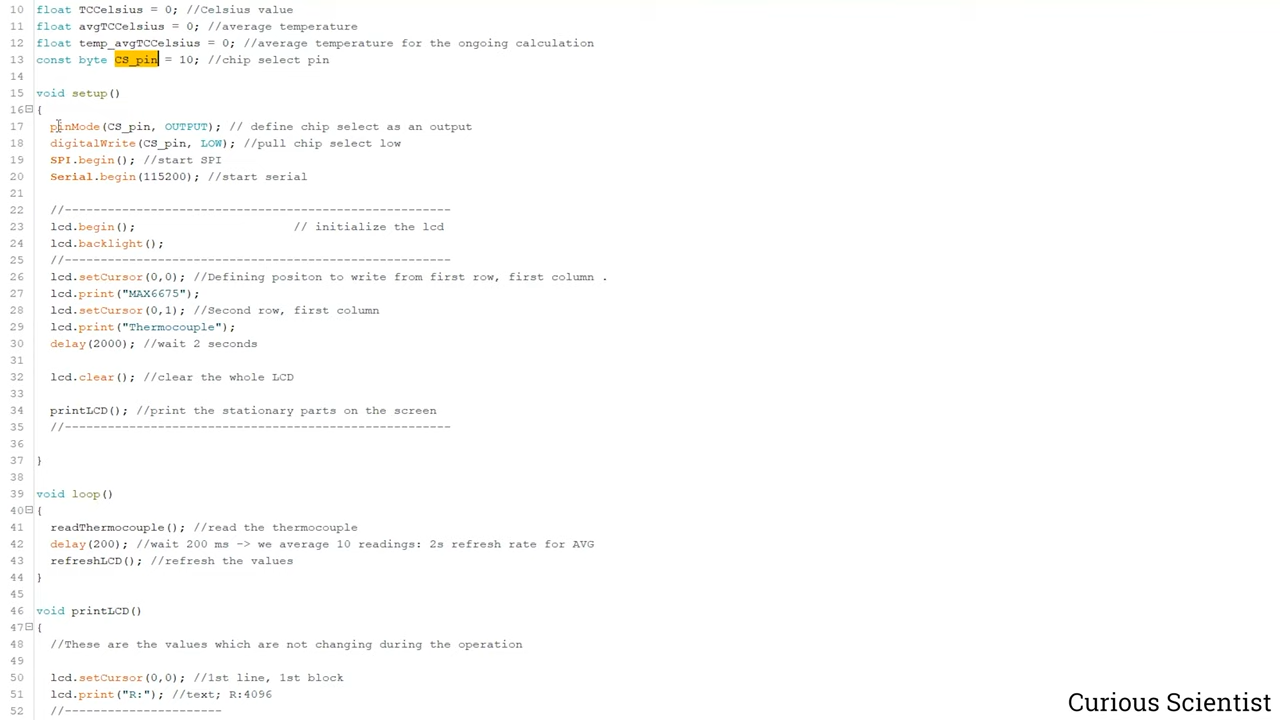 10 float TCCelsius = 0; //Celsius value
11 float avgTCCelsius = 0; //average temperature
12 float temp_avgTCCelsius = 0; //average temperature for the ongoing calculation
13 const byte CS_pin = 10; //chip select pin
14
15 void setup()
16 {
17 pinMode(CS_pin, OUTPUT); // define chip select as an output
18 digitalWrite(CS_pin, LOW); //pull chip select low
19 SPI.begin(); //start SPI
20 Serial.begin(115200); //start serial
21
22 //------------------------------------------------------
23 lcd.begin(); // initialize the lcd
24 lcd.backlight();
25 //------------------------------------------------------
26 lcd.setCursor(0,0); //Defining positon to write from first row, first column .
27 lcd.print("MAX6675");
28 lcd.setCursor(0,1); //Second row, first column
29 lcd.print("Thermocouple");
30 delay(2000); //wait 2 seconds
31
32 lcd.clear(); //clear the whole LCD
33
34 printLCD(); //print the stationary parts on the screen
35 //------------------------------------------------------
36
37 }
38
39 void loop()
40 {
41 readThermocouple(); //read the thermocouple
42 delay(200); //wait 200 ms -> we average 10 readings: 2s refresh rate for AVG
43 refreshLCD(); //refresh the values
44 }
45
46 void printLCD()
47 {
48 //These are the values which are not changing during the operation
49
50 lcd.setCursor(0,0); //1st line, 1st block
51 lcd.print("R:"); //text; R:4096
52 //----------------------
Curious Scientist